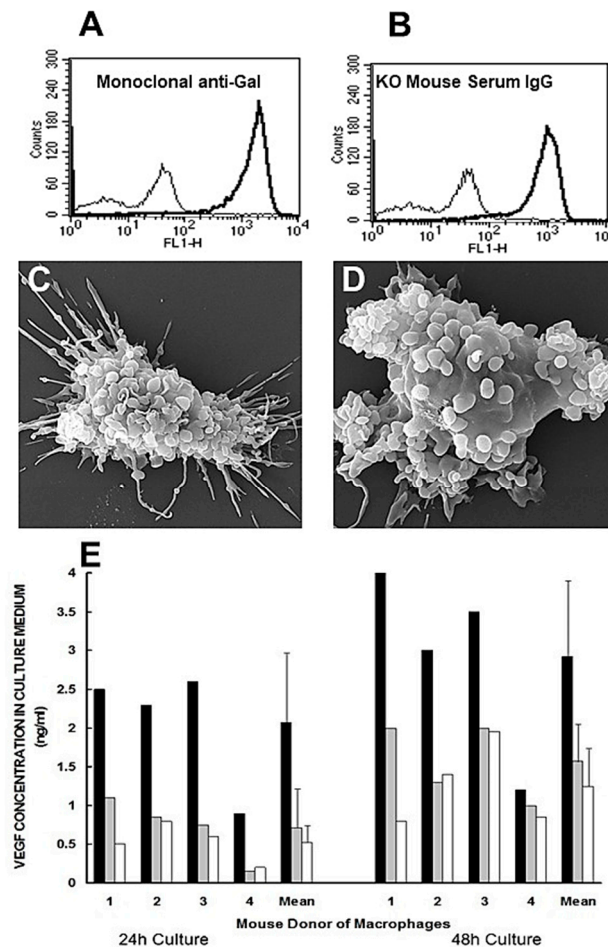 A
B
300
240
180
120
60
0
Counts
Monoclonal anti-Gal
10⁰ 10¹ 10² 10³ 10⁴
FL1-H
300
240
180
120
60
0
Counts
KO Mouse Serum IgG
10⁰ 10¹ 10² 10³ 10
FL1-H
C
D
E
VEGF CONCENTRATION IN CULTURE MEDIUM
(ng/ml)
4
3.5
3
2.5
2
1.5
1
0.5
0
1 2 3 4 Mean 1 2 3 4 Mean
Mouse Donor of Macrophages
24h Culture 48h Culture